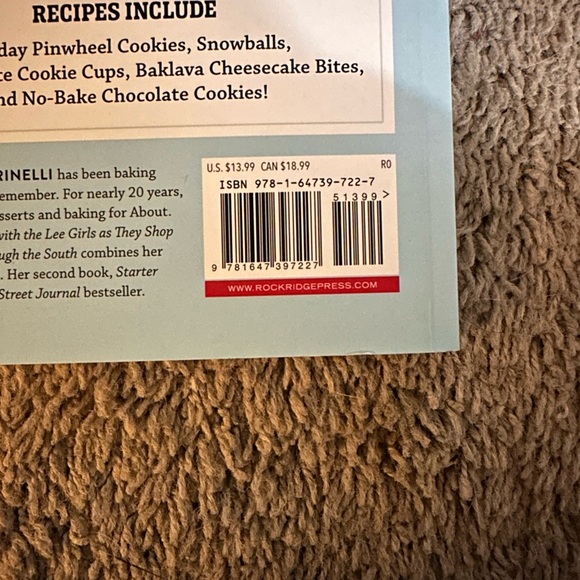 RECIPES INCLUDE
day Pinwheel Cookies, Snowballs,
te Cookie Cups, Baklava Cheesecake Bites,
nd No-Bake Chocolate Cookies!
RINELLI has been baking
emember. For nearly 20 years,
sserts and baking for About.
with the Lee Girls as They Shop
ugh the South combines her
. Her second book, Starter
Street Journal bestseller.
U.S. $13.99 CAN $18.99 R0
ISBN 978-1-64739-722-7
51399>
9 781647 397227
WWW.ROCKRIDGEPRESS.COM